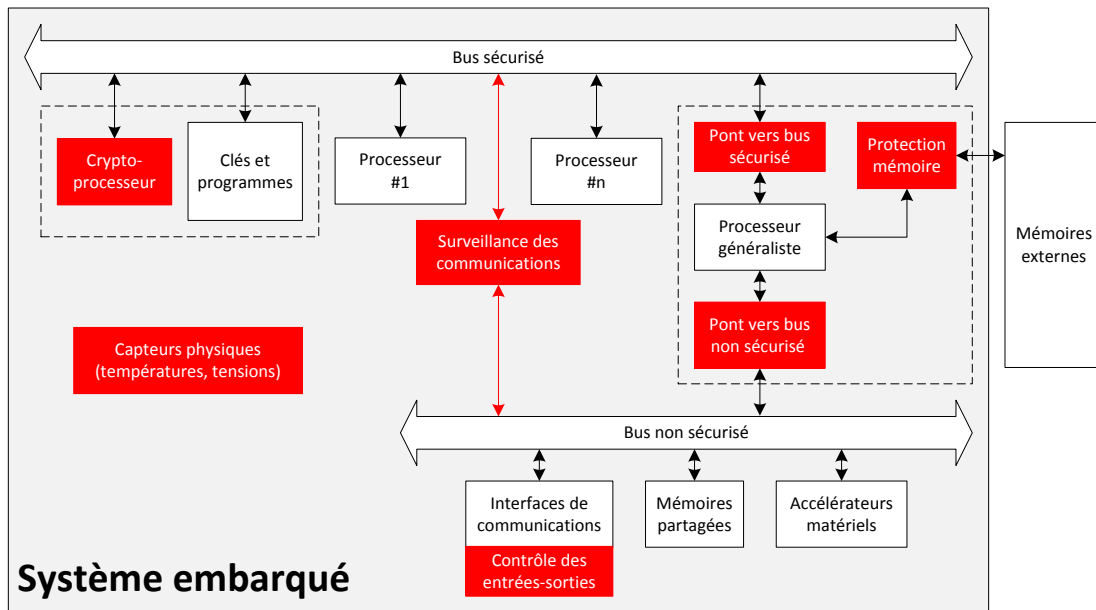 Bus sécurisé
Crypto-
processeur
Clés et
programmes
Processeur
#1
Processeur
#n
Pont vers bus
sécurisé
Protection
mémoire
Surveillance des
communications
Processeur
généraliste
Mémoires
externes
Capteurs physiques
(températures, tensions)
Pont vers bus
non sécurisé
Bus non sécurisé
Interfaces de
communications
Mémoires
partagées
Accélérateurs
matériels
Contrôle des
entrées-sorties
Système embarqué